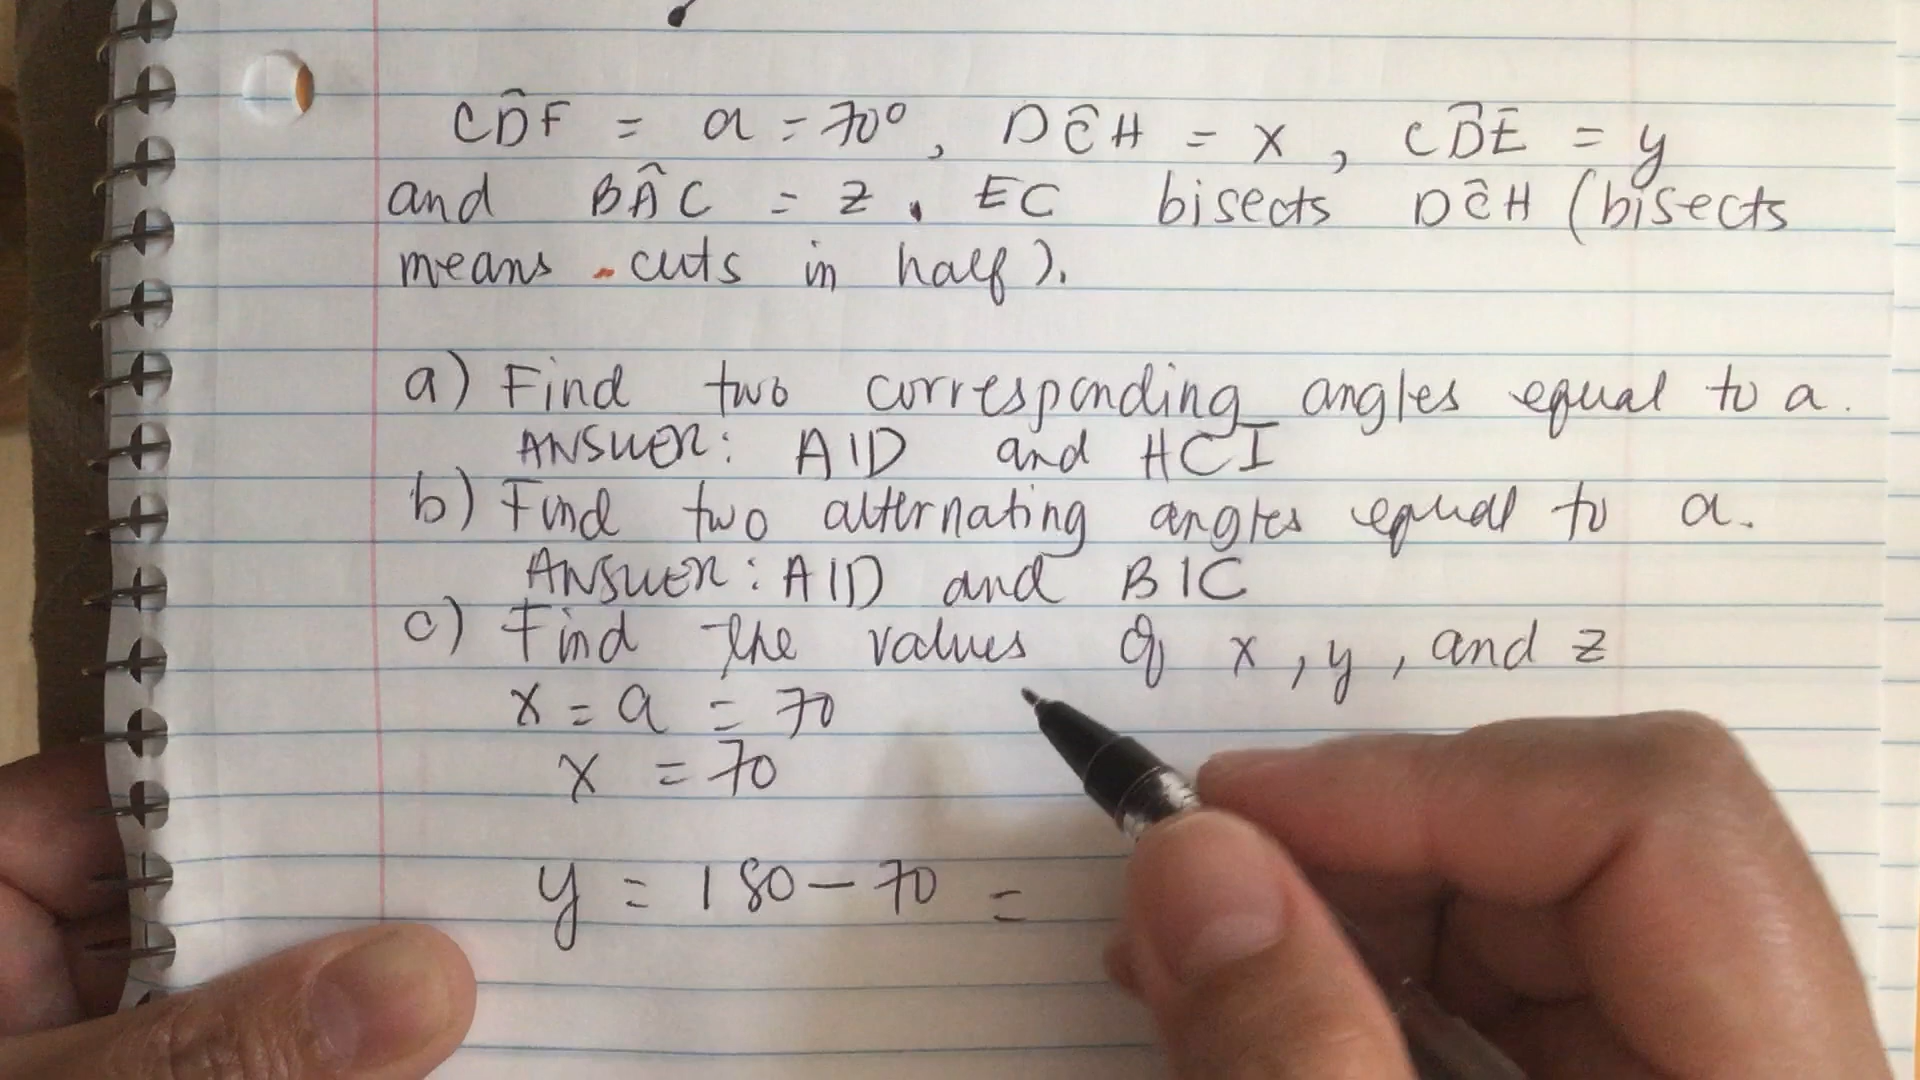 CD̂F = a = 70°, DĈH = x, CD̂E = y
and BÂC = z. EC bisects DĈH (bisects
means cuts in half).
a) Find two corresponding angles equal to a.
ANSWER: AID and HCI
b) Find two alternating angles equal to a.
ANSWER: AID and BIC
c) Find the values of x, y, and z
x = a = 70
x = 70
y = 180 - 70 =